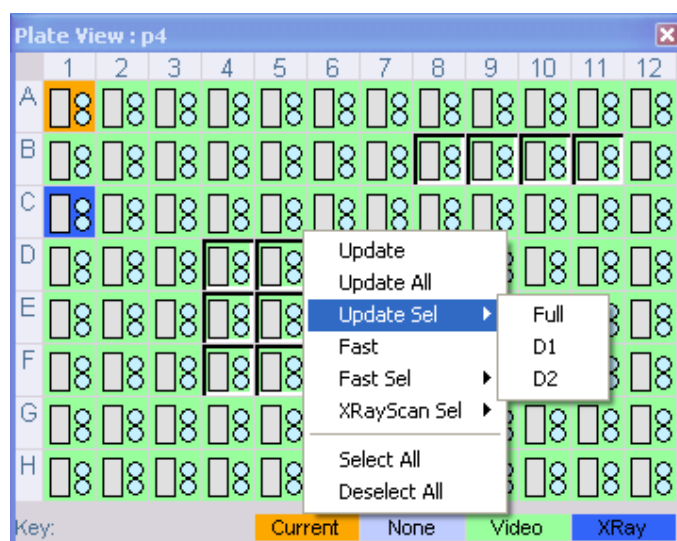 Plate View : p4
1 2 3 4 5 6 7 8 9 10 11 12
A
B
C
D
Update
Update All
E
Update Sel Full
Fast D1
F
Fast Sel D2
G
XRayScan Sel
H
Select All
Deselect All
Key: Current None Video XRay